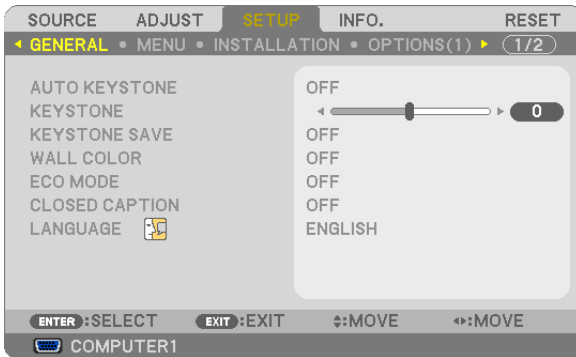 SOURCE ADJUST SETUP INFO. RESET
GENERAL • MENU • INSTALLATION • OPTIONS(1) 1/2
AUTO KEYSTONE OFF
KEYSTONE 0
KEYSTONE SAVE OFF
WALL COLOR OFF
ECO MODE OFF
CLOSED CAPTION OFF
LANGUAGE ENGLISH
ENTER :SELECT EXIT :EXIT :MOVE :MOVE
COMPUTER1